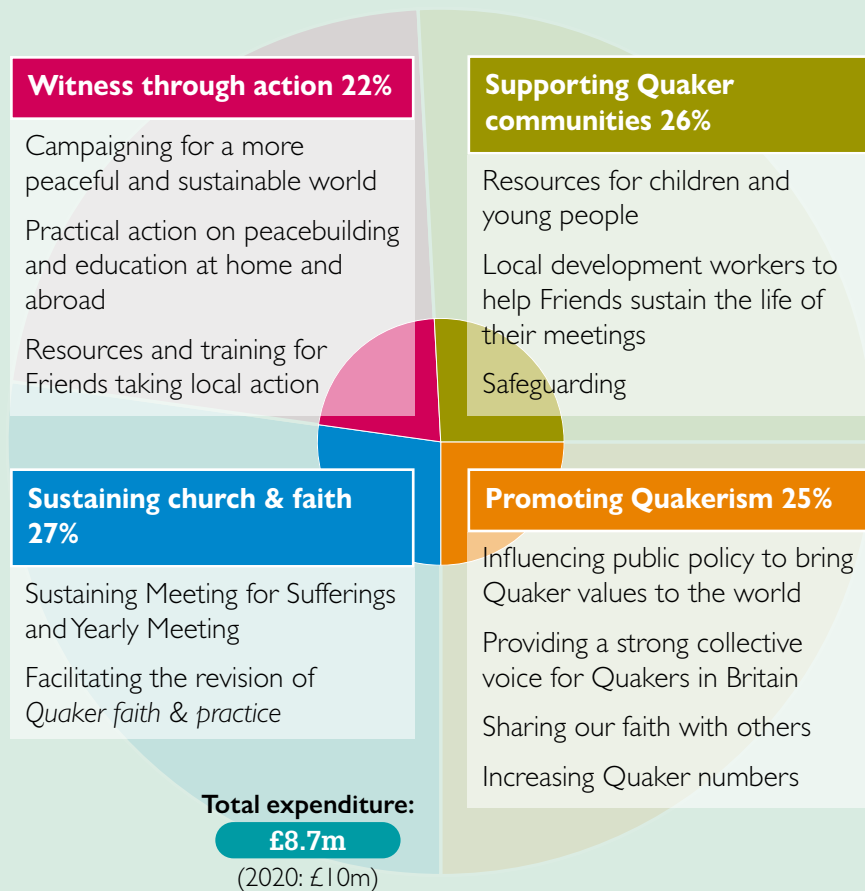 Witness through action 22%
Campaigning for a more
peaceful and sustainable world
Practical action on peacebuilding
and education at home and
abroad
Resources and training for
Friends taking local action
Supporting Quaker
communities 26%
Resources for children and
young people
Local development workers to
help Friends sustain the life of
their meetings
Safeguarding
Sustaining church & faith
27%
Sustaining Meeting for Sufferings
and Yearly Meeting
Facilitating the revision of
Quaker faith & practice
Promoting Quakerism 25%
Influencing public policy to bring
Quaker values to the world
Providing a strong collective
voice for Quakers in Britain
Sharing our faith with others
Increasing Quaker numbers
Total expenditure:
£8.7m
(2020: £10m)